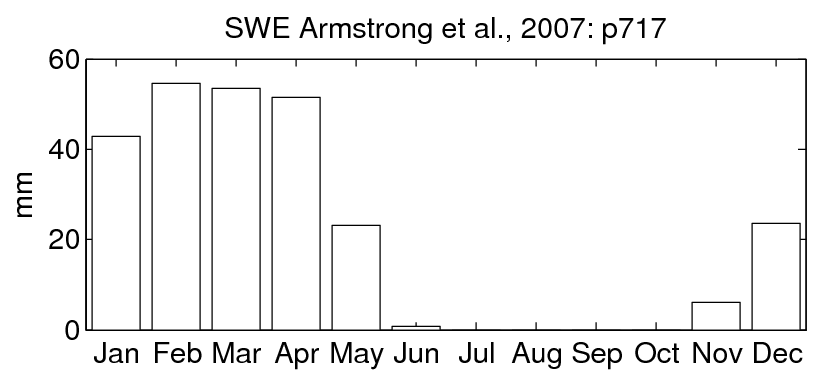 SWE Armstrong et al., 2007: p717
60
40
20
0
mm
Jan Feb Mar Apr May Jun Jul Aug Sep Oct Nov Dec